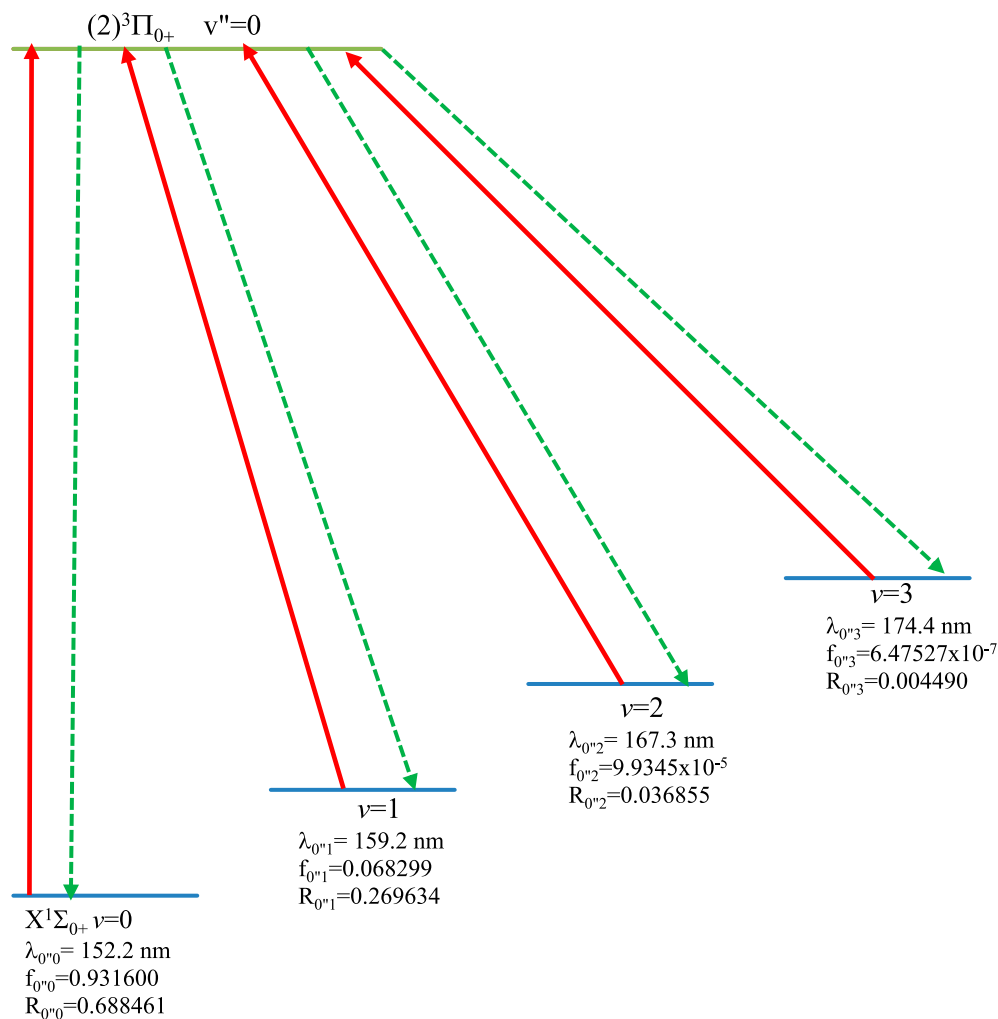 (2)³Π₀₊ v"=0
v=3
λ₀"₃= 174.4 nm
f₀"₃=6.47527x10⁻⁷
R₀"₃=0.004490
v=2
λ₀"₂= 167.3 nm
f₀"₂=9.9345x10⁻⁵
R₀"₂=0.036855
v=1
λ₀"₁= 159.2 nm
f₀"₁=0.068299
R₀"₁=0.269634
X¹Σ₀₊ v=0
λ₀"₀= 152.2 nm
f₀"₀=0.931600
R₀"₀=0.688461